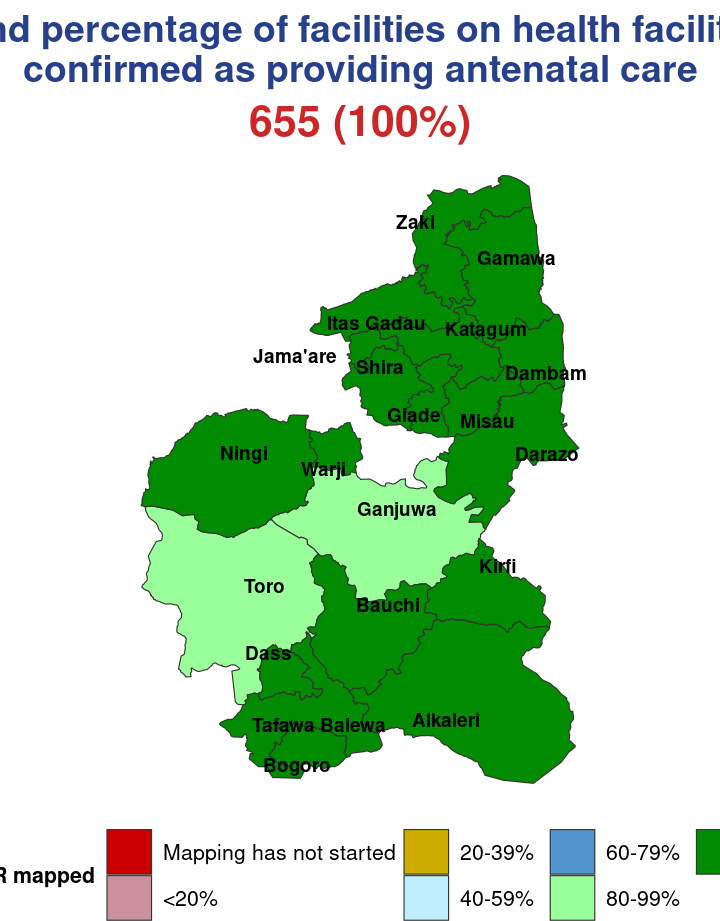 nd percentage of facilities on health facilit
confirmed as providing antenatal care
655 (100%)
Zaki
Gamawa
Itas Gadau
Katagum
Jama'are
Shira
Dambam
Giade
Misau
Ningi
Darazo
Warji
Ganjuwa
Kirfi
Toro
Bauchi
Dass
Alkaleri
Tafawa Balewa
Bogoro
R mapped
Mapping has not started
20-39%
60-79%
<20%
40-59%
80-99%